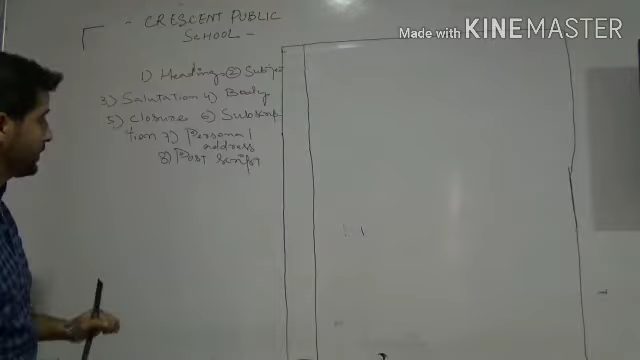 - CRESCENT PUBLIC
SCHOOL -
Made with KINEMASTER
1) Heading 2) Subje
3) Salutation 4) Body
5) Closure 6) Subscrip
tion 7) Personal
address
8) Post script